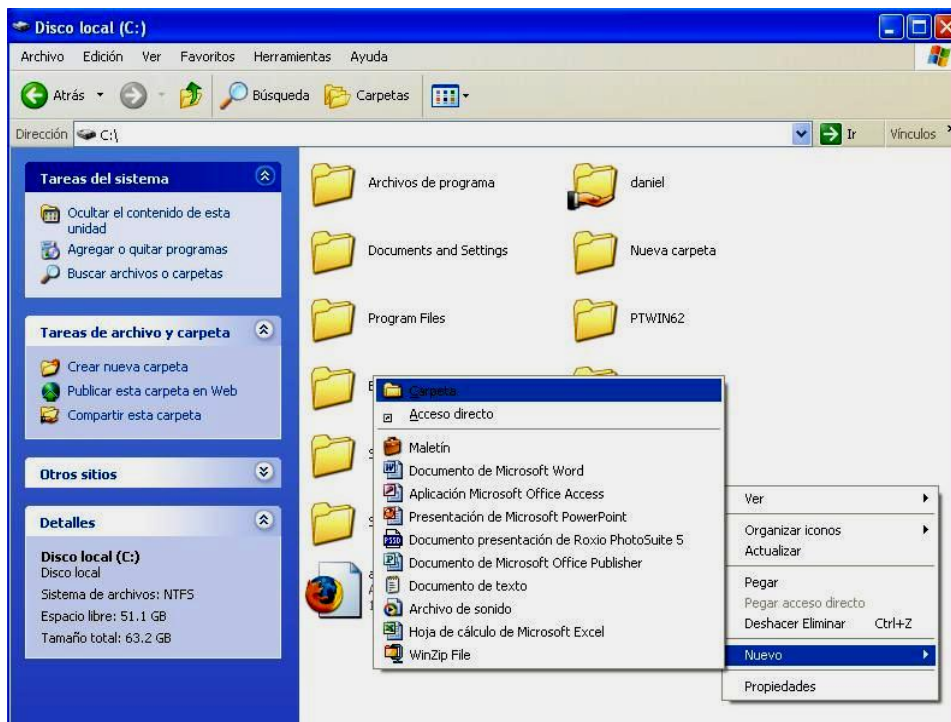 Disco local (C:)
Archivo Edición Ver Favoritos Herramientas Ayuda
Atrás Búsqueda Carpetas
Dirección C:\ Ir Vínculos
Tareas del sistema
Ocultar el contenido de esta
unidad
Agregar o quitar programas
Buscar archivos o carpetas
Tareas de archivo y carpeta
Crear nueva carpeta
Publicar esta carpeta en Web
Compartir esta carpeta
Otros sitios
Detalles
Disco local (C:)
Disco local
Sistema de archivos: NTFS
Espacio libre: 51.1 GB
Tamaño total: 63.2 GB
Archivos de programa
daniel
Documents and Settings
Nueva carpeta
Program Files
PTWIN62
Carpeta
Acceso directo
Maletín
Documento de Microsoft Word
Aplicación Microsoft Office Access
Presentación de Microsoft PowerPoint
Documento presentación de Roxio PhotoSuite 5
Documento de Microsoft Office Publisher
Documento de texto
Archivo de sonido
Hoja de cálculo de Microsoft Excel
WinZip File
Ver
Organizar iconos
Actualizar
Pegar
Pegar acceso directo
Deshacer Eliminar Ctrl+Z
Nuevo
Propiedades